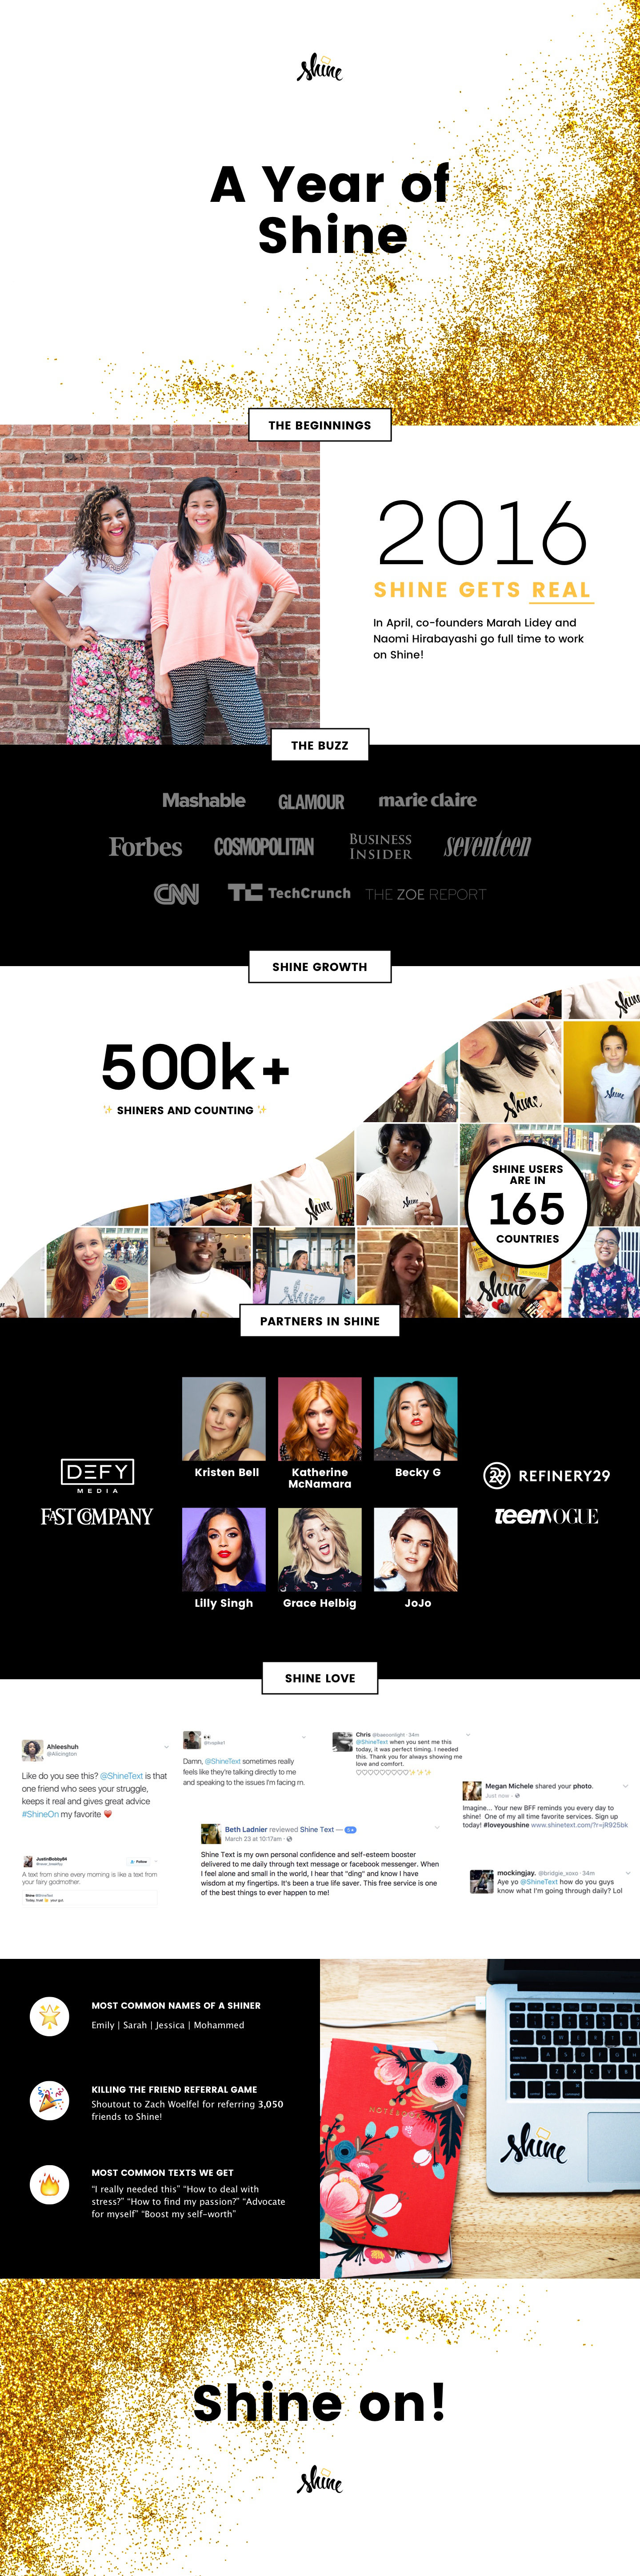 shine
A Year of
Shine
THE BEGINNINGS
2016
SHINE GETS REAL
In April, co-founders Marah Lidey and
Naomi Hirabayashi go full time to work
on Shine!
THE BUZZ
Mashable GLAMOUR marie claire
Forbes COSMOPOLITAN BUSINESS INSIDER seventeen
CNN TC TechCrunch THE ZOE REPORT
SHINE GROWTH
500k+
✨ SHINERS AND COUNTING ✨
SHINE USERS
ARE IN
165
COUNTRIES
PARTNERS IN SHINE
DEFY
MEDIA
FAST COMPANY
Kristen Bell
Katherine
McNamara
Becky G
Lilly Singh
Grace Helbig
JoJo
29 REFINERY29
teenVOGUE
SHINE LOVE
Ahleeshuh
@Alicington
Like do you see this? @ShineText is that
one friend who sees your struggle,
keeps it real and gives great advice
#ShineOn my favorite ❤️
Damn, @ShineText sometimes really
feels like they're talking directly to me
and speaking to the issues I'm facing rn.
Chris @baeoonlight · 34m
@ShineText when you sent me this
today, it was perfect timing. I needed
this. Thank you for always showing me
love and comfort.
♡♡♡♡♡♡♡♡♡♡✨✨✨
Megan Michele shared your photo.
Just now
Imagine... Your new BFF reminds you every day to
shine! One of my all time favorite services. Sign up
today! #loveyoushine www.shinetext.com/?r=jR925bk
Beth Ladnier reviewed Shine Text — 5★
March 23 at 10:17am
Shine Text is my own personal confidence and self-esteem booster
delivered to me daily through text message or facebook messenger. When
I feel alone and small in the world, I hear that "ding" and know I have
wisdom at my fingertips. It's been a true life saver. This free service is one
of the best things to ever happen to me!
JustinBobby84
Follow
A text from shine every morning is like a text from
your fairy godmother.
mockingjay. @bridgie_xoxo · 34m
Aye yo @ShineText how do you guys
know what I'm going through daily? Lol
MOST COMMON NAMES OF A SHINER
Emily | Sarah | Jessica | Mohammed
KILLING THE FRIEND REFERRAL GAME
Shoutout to Zach Woelfel for referring 3,050
friends to Shine!
MOST COMMON TEXTS WE GET
"I really needed this" "How to deal with
stress?" "How to find my passion?" "Advocate
for myself" "Boost my self-worth"
NOTEBOOK
shine
Shine on!
shine